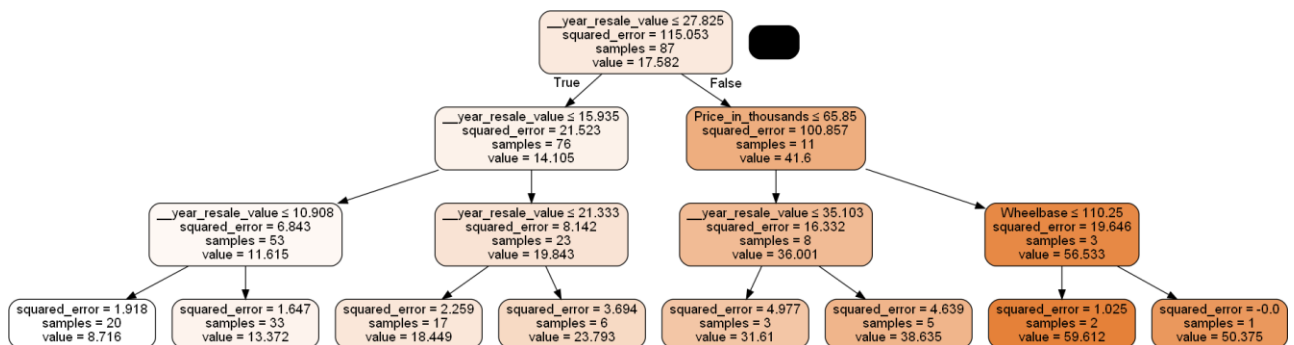 __year_resale_value ≤ 27.825
squared_error = 115.053
samples = 87
value = 17.582
True
False
__year_resale_value ≤ 15.935
squared_error = 21.523
samples = 76
value = 14.105
Price_in_thousands ≤ 65.85
squared_error = 100.857
samples = 11
value = 41.6
__year_resale_value ≤ 10.908
squared_error = 6.843
samples = 53
value = 11.615
__year_resale_value ≤ 21.333
squared_error = 8.142
samples = 23
value = 19.843
__year_resale_value ≤ 35.103
squared_error = 16.332
samples = 8
value = 36.001
Wheelbase ≤ 110.25
squared_error = 19.646
samples = 3
value = 56.533
squared_error = 1.918
samples = 20
value = 8.716
squared_error = 1.647
samples = 33
value = 13.372
squared_error = 2.259
samples = 17
value = 18.449
squared_error = 3.694
samples = 6
value = 23.793
squared_error = 4.977
samples = 3
value = 31.61
squared_error = 4.639
samples = 5
value = 38.635
squared_error = 1.025
samples = 2
value = 59.612
squared_error = -0.0
samples = 1
value = 50.375